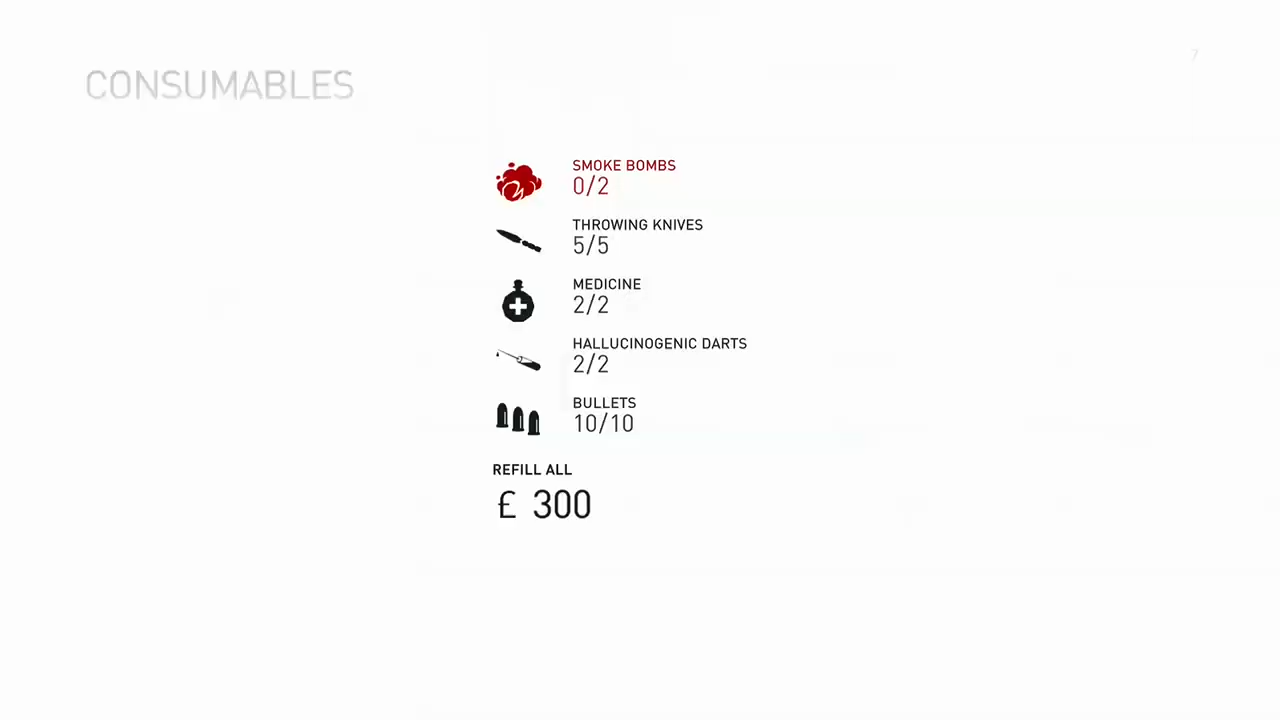 CONSUMABLES
7
SMOKE BOMBS
0/2
THROWING KNIVES
5/5
MEDICINE
2/2
HALLUCINOGENIC DARTS
2/2
BULLETS
10/10
REFILL ALL
£ 300